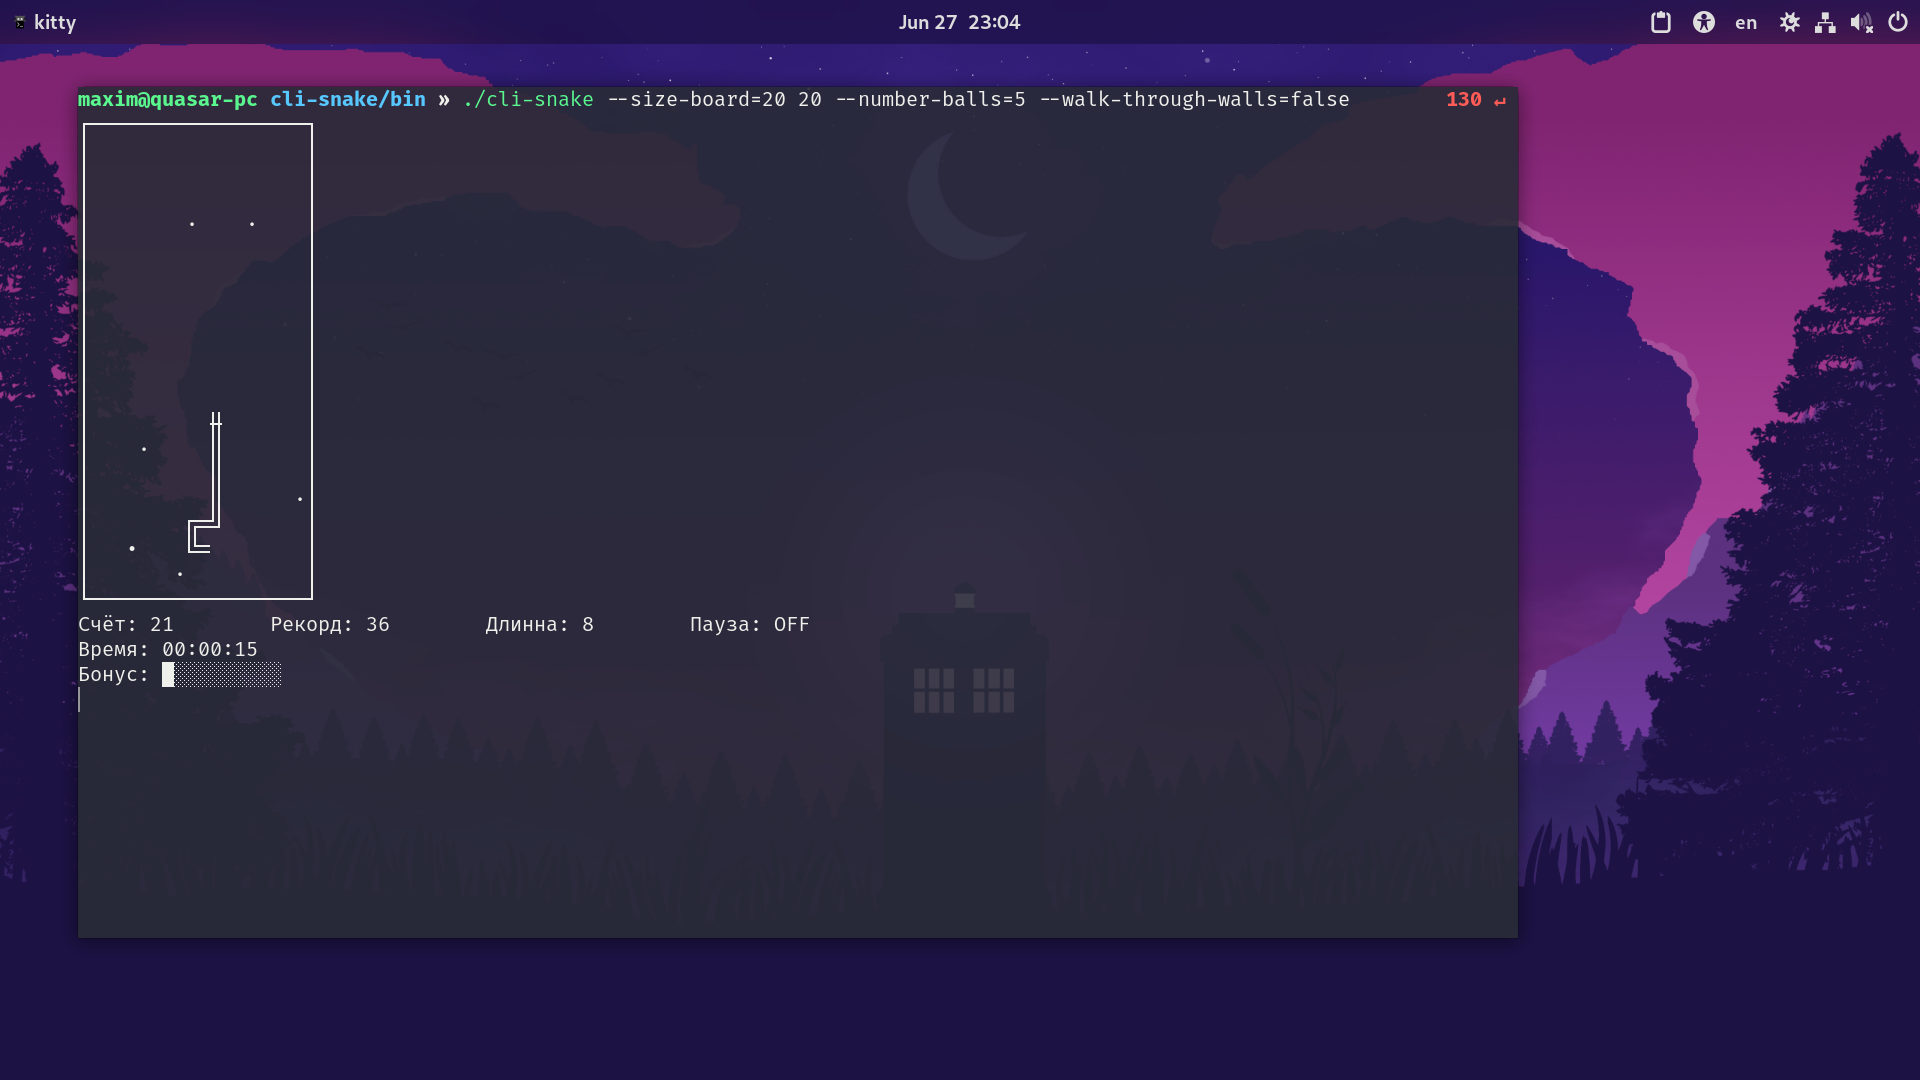 kitty
Jun 27 23:04
en
maxim@quasar-pc cli-snake/bin » ./cli-snake --size-board=20 20 --number-balls=5 --walk-through-walls=false 130 ↵
Счёт: 21 Рекорд: 36 Длинна: 8 Пауза: OFF
Время: 00:00:15
Бонус: